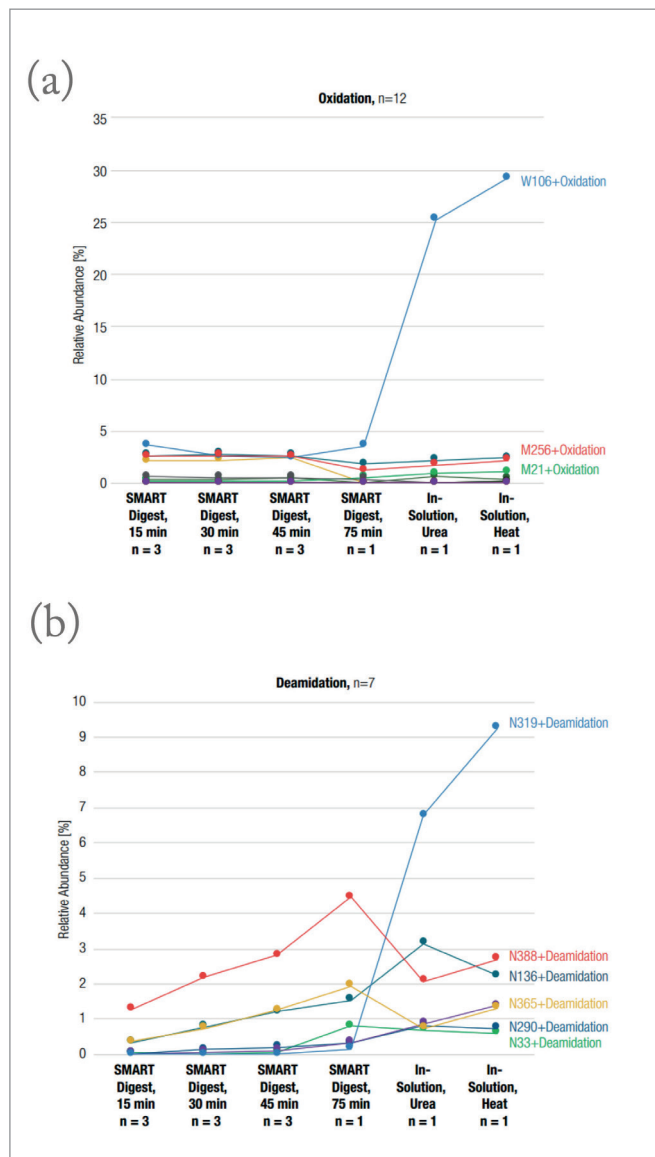 (a)
Oxidation, n=12
35
30
25
20
15
10
5
0
Relative Abundance [%]
W106+Oxidation
M256+Oxidation
M21+Oxidation
SMART Digest, 15 min n = 3
SMART Digest, 30 min n = 3
SMART Digest, 45 min n = 3
SMART Digest, 75 min n = 1
In-Solution, Urea n = 1
In-Solution, Heat n = 1
(b)
Deamidation, n=7
10
9
8
7
6
5
4
3
2
1
0
Relative Abundance [%]
N319+Deamidation
N388+Deamidation
N136+Deamidation
N365+Deamidation
N290+Deamidation
N33+Deamidation
SMART Digest, 15 min n = 3
SMART Digest, 30 min n = 3
SMART Digest, 45 min n = 3
SMART Digest, 75 min n = 1
In-Solution, Urea n = 1
In-Solution, Heat n = 1